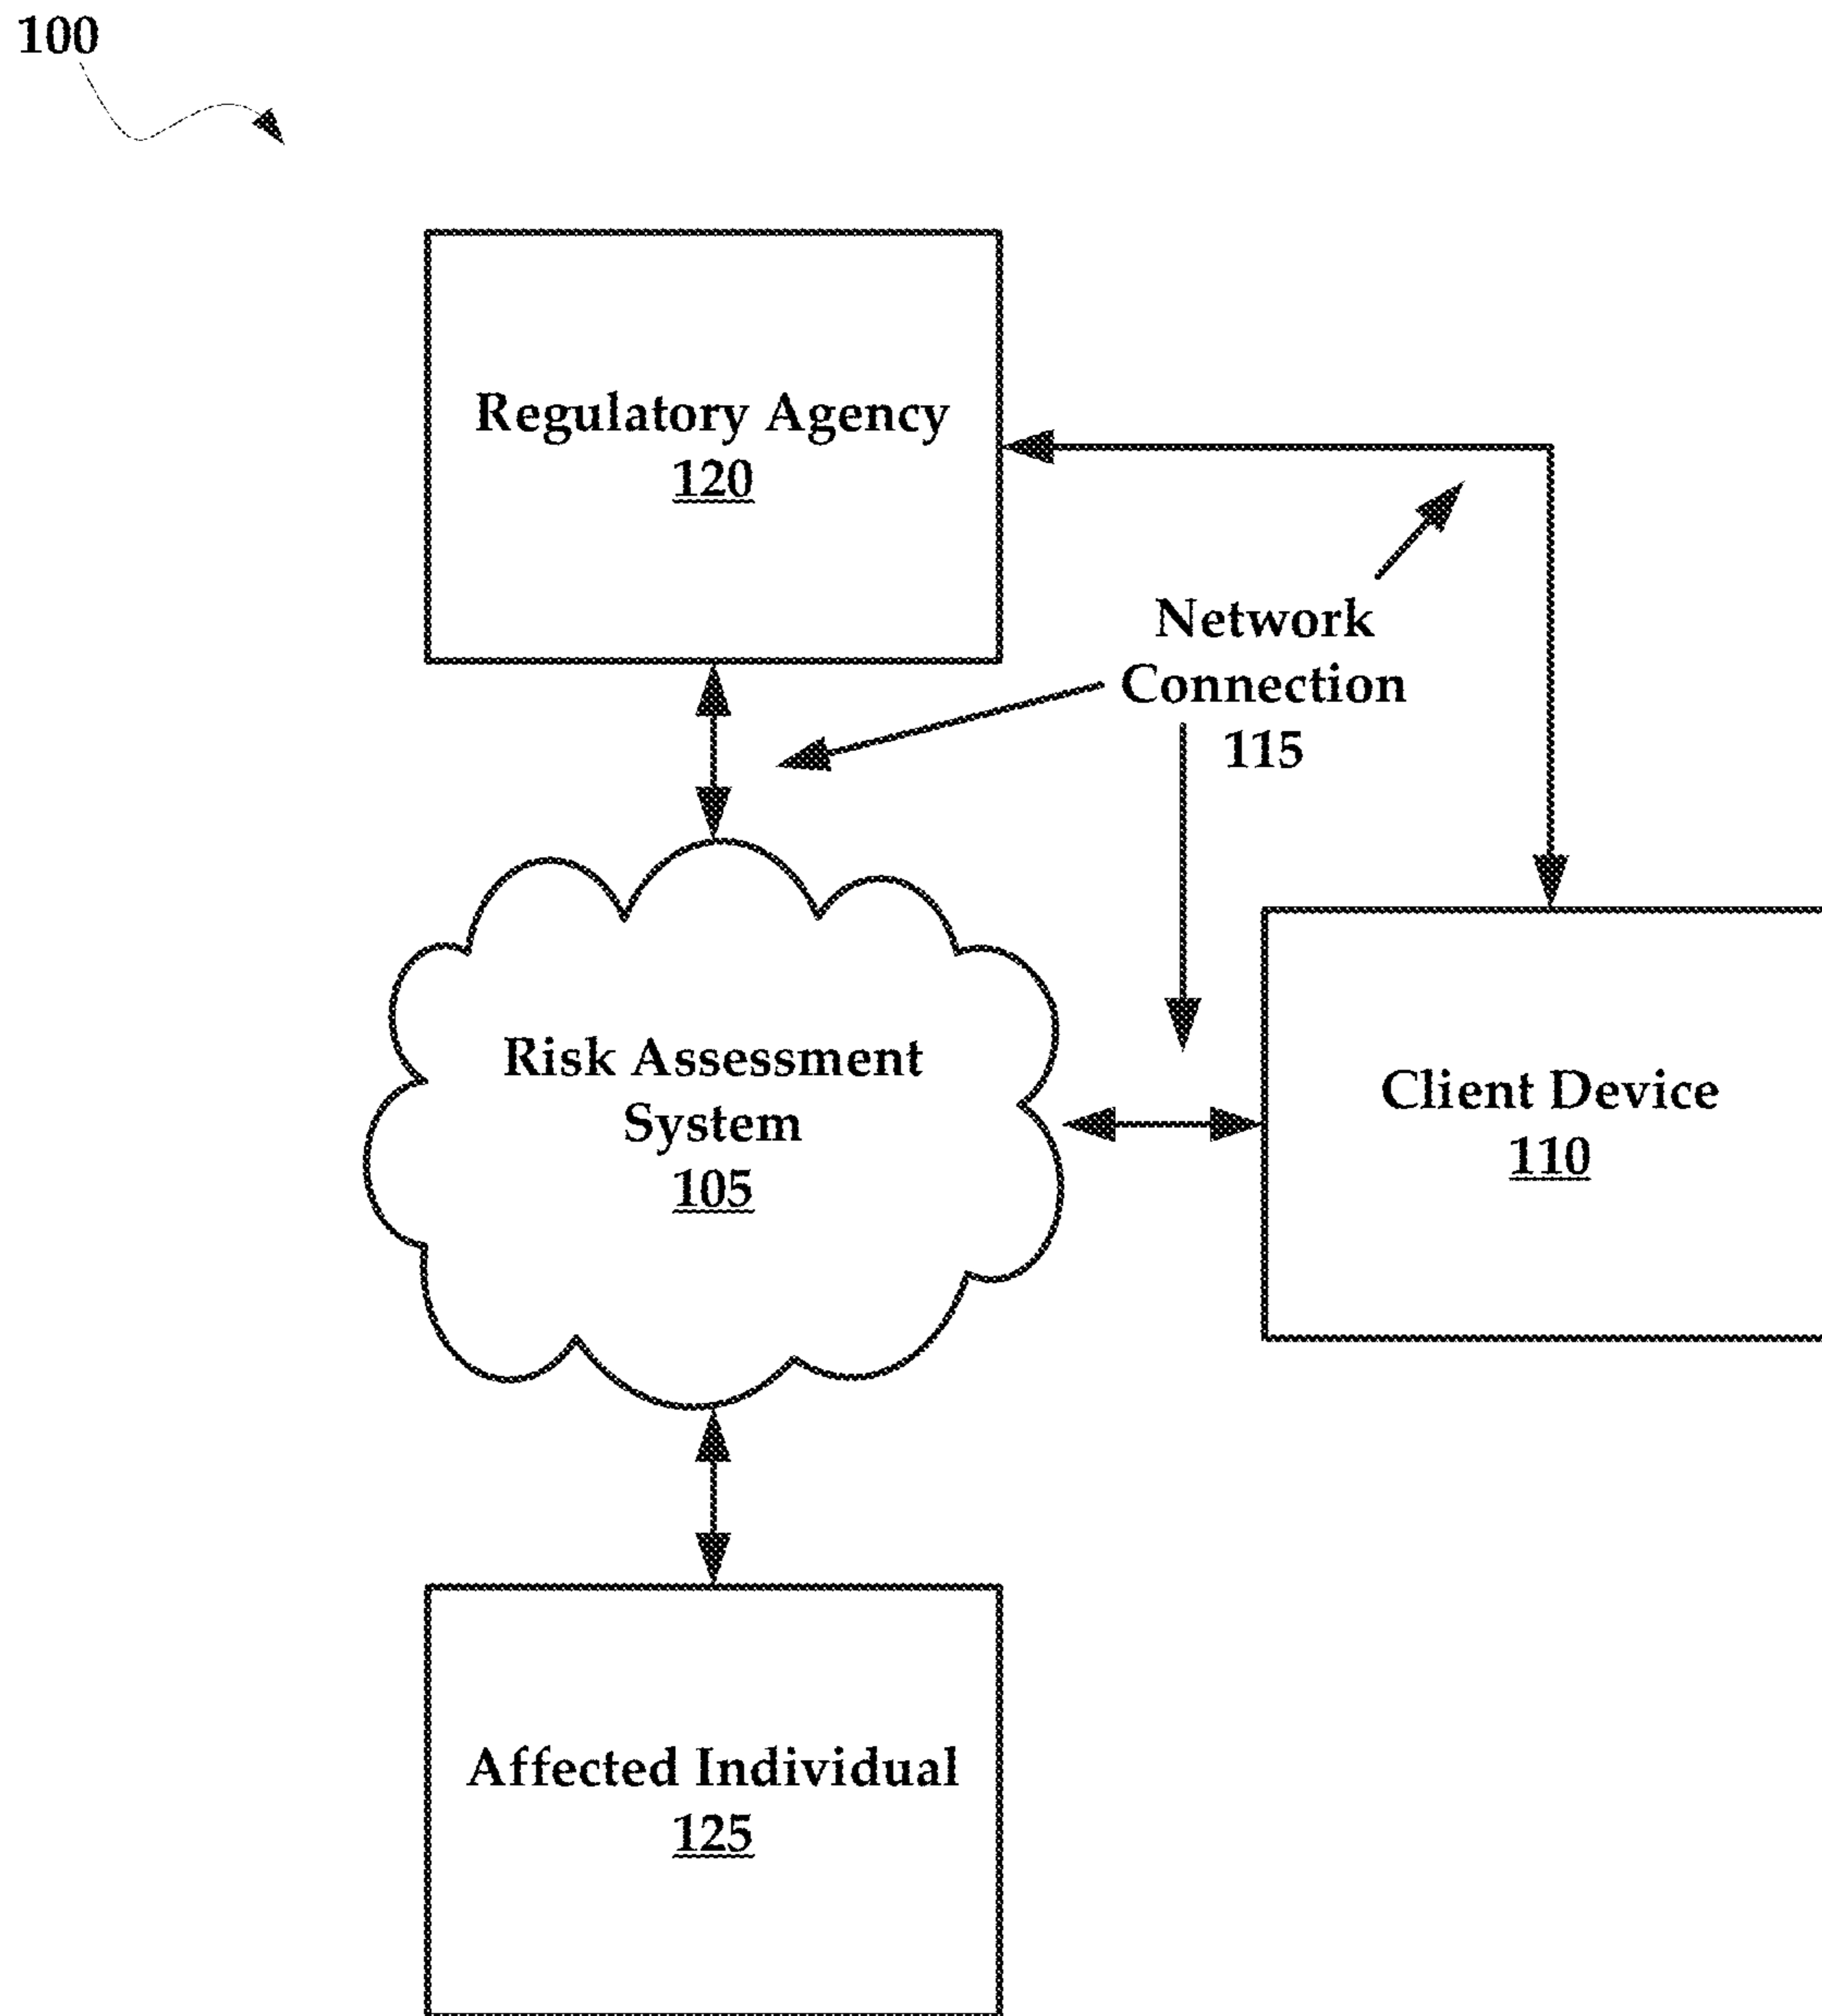 100
Regulatory Agency
120
Network
Connection
115
Risk Assessment
System
105
Client Device
110
Affected Individual
125